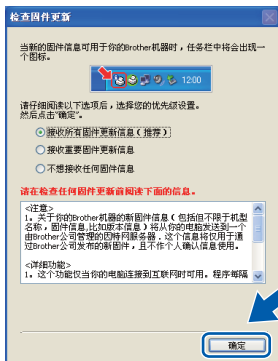 检查固件更新
当新的固件信息可用于你的Brother机器时，任务栏中将会出现一
个图标。
12:00
请仔细阅读以下选项后，选择您的优先级设置。
然后点击"确定"。
接收所有固件更新信息（推荐）
接收重要固件更新信息
不想接收任何固件信息
请在检查任何固件更新前阅读下面的信息。
<注意>
1。关于你的Brother机器的新固件信息（包括但不限于机型
名称，固件信息,比如版本信息）将从你的电脑发送到一个
由Brother公司管理的因特网服务器．这个信息将仅用于通
过Brother公司发布的新固件，且不作个人确认信息使用。
<详细功能>
1。这个功能仅当你的电脑连接到互联网时可用。程序每隔
确定